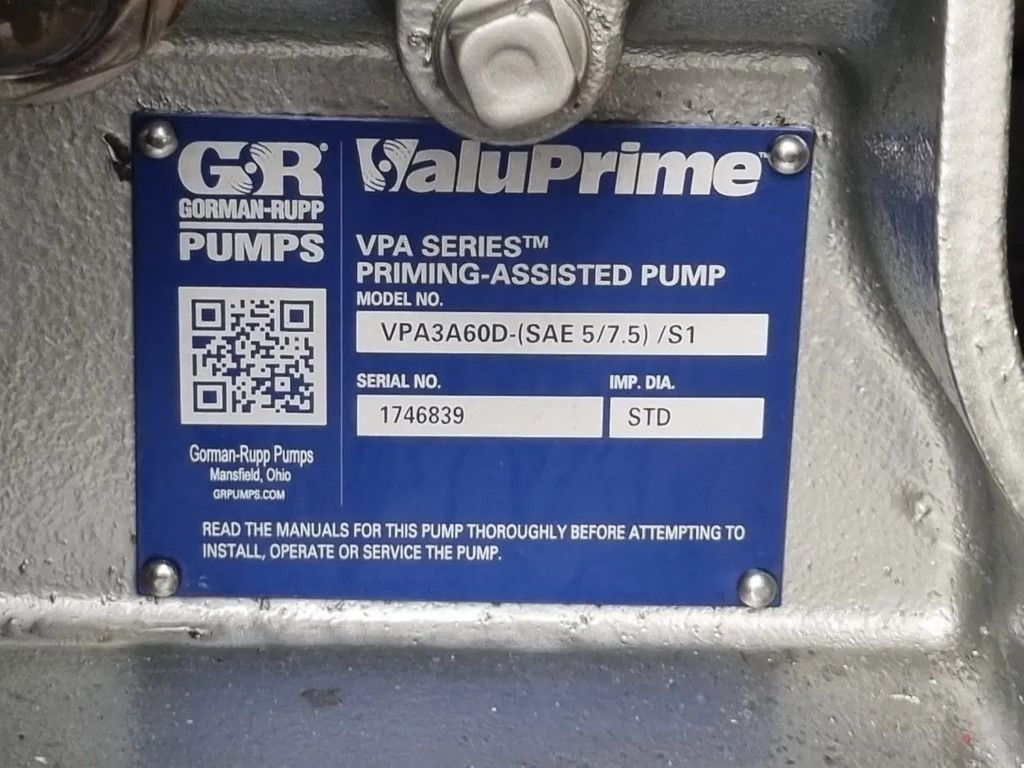 GR®
GORMAN-RUPP
PUMPS
ValuPrime™
VPA SERIES™
PRIMING-ASSISTED PUMP
MODEL NO.
VPA3A60D-(SAE 5/7.5) /S1
SERIAL NO.
1746839
IMP. DIA.
STD
Gorman-Rupp Pumps
Mansfield, Ohio
GRPUMPS.COM
READ THE MANUALS FOR THIS PUMP THOROUGHLY BEFORE ATTEMPTING TO
INSTALL, OPERATE OR SERVICE THE PUMP.